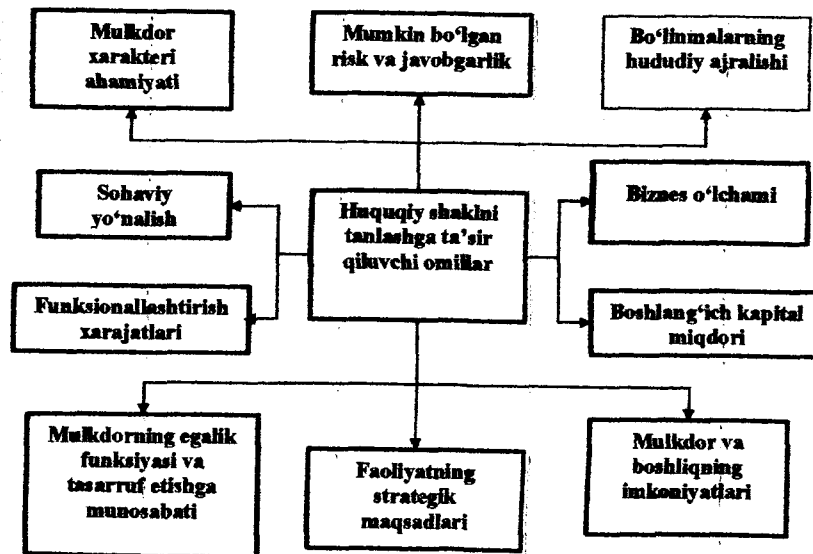 Mulkdor
xarakteri
ahamiyati
Mumkin bo‘lgan
risk va javobgarlik
Bo‘linmalarning
hududiy ajralishi
Sohaviy
yo‘nalish
Huquqiy shaklni
tanlashga ta’sir
qiluvchi omillar
Biznes o‘lchami
Funksionallashtirish
xarajatlari
Boshlang‘ich kapital
miqdori
Mulkdorning egalik
funksiyasi va
tasarruf etishga
munosabati
Faoliyatning
strategik
maqsadlari
Mulkdor va
boshliqning
imkoniyatlari